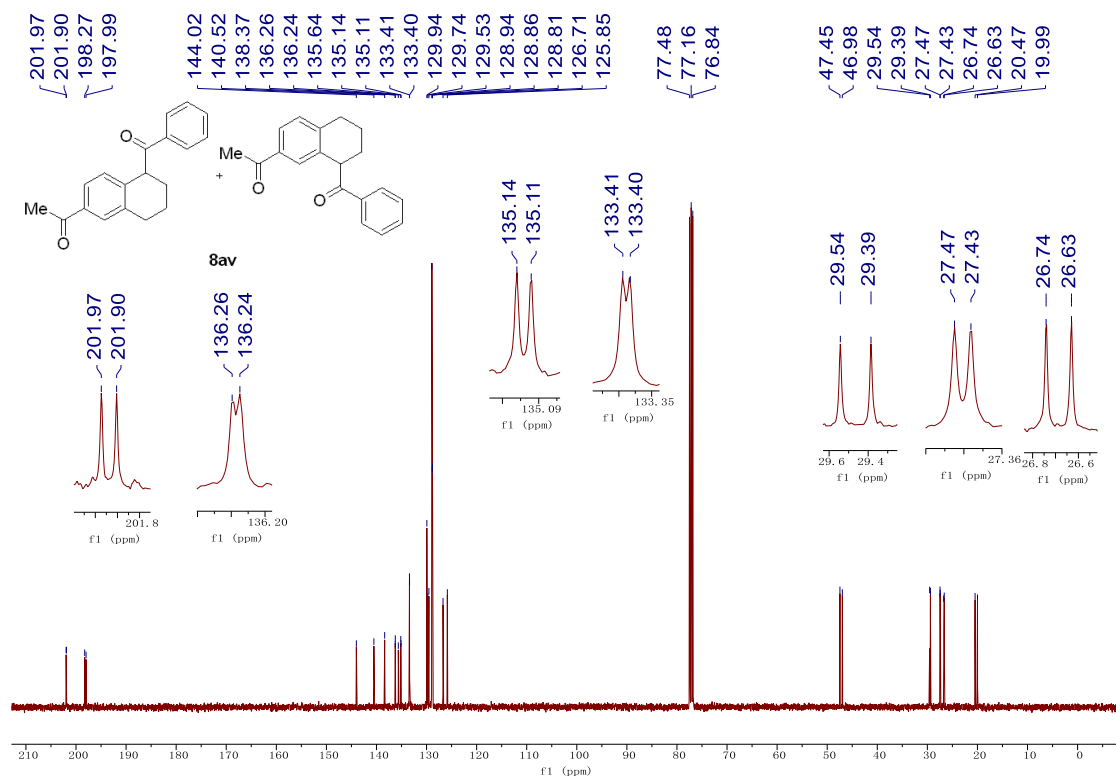 201.97 201.90 198.27 197.99 144.02 140.52 138.37 136.26 136.24 135.64 135.14 135.11 133.41 133.40 129.94 129.74 129.53 128.94 128.86 128.81 126.71 125.85 77.48 77.16 76.84 47.45 46.98 29.54 29.39 27.47 27.43 26.74 26.63 20.47 19.99
O
Me
O
+
Me
O
O
8av
201.97 201.90
201.8
f1 (ppm)
136.26 136.24
136.20
f1 (ppm)
135.14 135.11
135.09
f1 (ppm)
133.41 133.40
133.35
f1 (ppm)
29.54 29.39
29.6 29.4
f1 (ppm)
27.47 27.43
27.36
f1 (ppm)
26.74 26.63
26.8 26.6
f1 (ppm)
210 200 190 180 170 160 150 140 130 120 110 100 90 80 70 60 50 40 30 20 10 0
f1 (ppm)